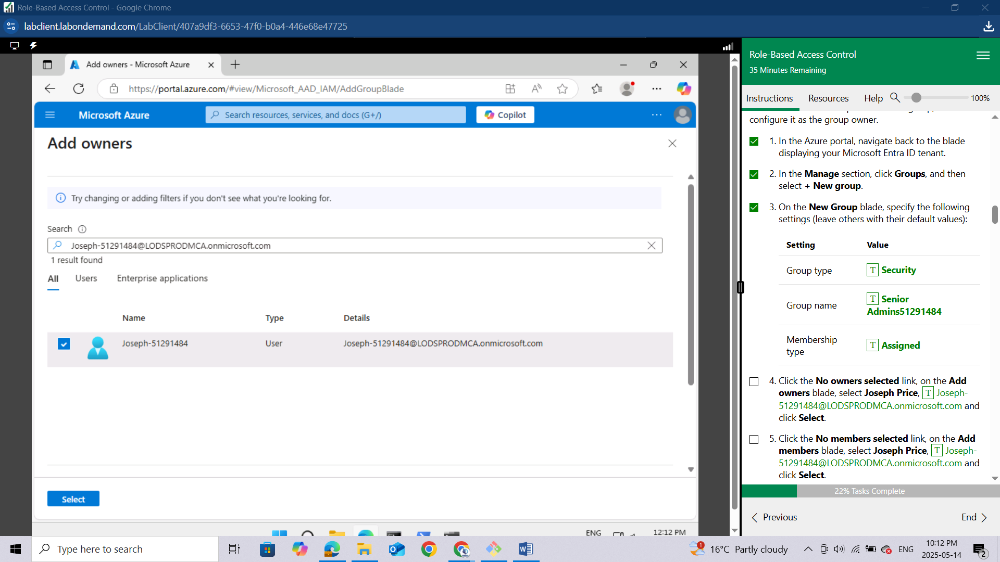 Role-Based Access Control - Google Chrome
labclient.labondemand.com/LabClient/407a9df3-6653-47f0-b0a4-446e68e47725
Add owners - Microsoft Azure
https://portal.azure.com/#view/Microsoft_AAD_IAM/AddGroupBlade
Microsoft Azure
Search resources, services, and docs (G+/)
Copilot
Add owners
Try changing or adding filters if you don't see what you're looking for.
Search
Joseph-51291484@LODSPRODMCA.onmicrosoft.com
1 result found
All Users Enterprise applications
Name Type Details
Joseph-51291484 User Joseph-51291484@LODSPRODMCA.onmicrosoft.com
Select
ENG
12:12 PM
Role-Based Access Control
35 Minutes Remaining
Instructions Resources Help 100%
configure it as the group owner.
1. In the Azure portal, navigate back to the blade
displaying your Microsoft Entra ID tenant.
2. In the Manage section, click Groups, and then
select + New group.
3. On the New Group blade, specify the following
settings (leave others with their default values):
Setting Value
Group type T Security
Group name T Senior
Admins51291484
Membership
type T Assigned
4. Click the No owners selected link, on the Add
owners blade, select Joseph Price, T Joseph-
51291484@LODSPRODMCA.onmicrosoft.com and
click Select.
5. Click the No members selected link, on the Add
members blade, select Joseph Price, T Joseph-
51291484@LODSPRODMCA.onmicrosoft.com and
click Select.
22% Tasks Complete
Previous End
Type here to search
1
16°C Partly cloudy
ENG
10:12 PM
2025-05-14
2